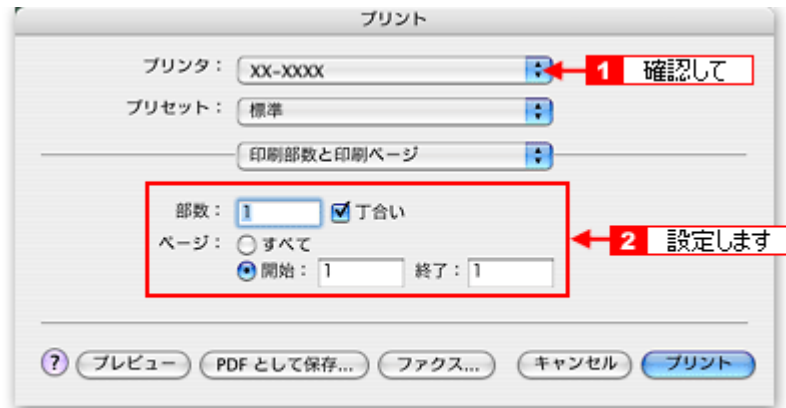 プリント
プリンタ： XX-XXXX 1 確認して
プリセット： 標準
印刷部数と印刷ページ
部数： 1 丁合い
ページ： すべて
2 設定します
開始： 1 終了： 1
? プレビュー PDF として保存... ファクス... キャンセル プリント